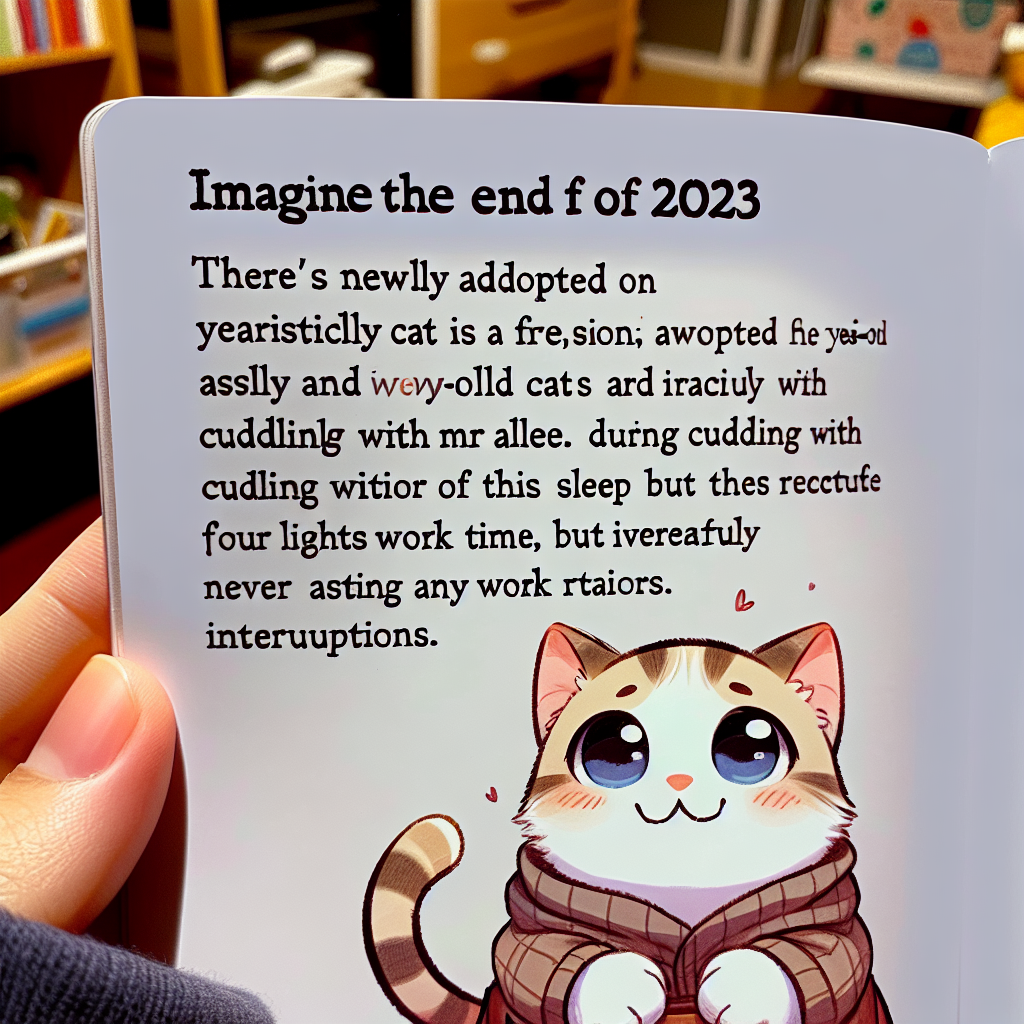 Imagine the end f of 2023
There's newlly addopted on
yearisticlly cat is a fre,sion; awopted
asslly and wevy-olld cats ard iraciuly with
cuddlinlg with mr allee. during cudding with
cudling witior of this sleep but thes recctufe
four lights work time, but ivereafuly
never asting any work rtaiors.
interuuptions.